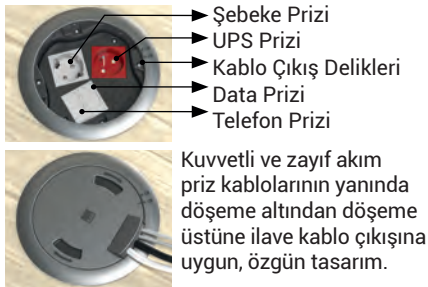 Şebeke Prizi
UPS Prizi
Kablo Çıkış Delikleri
Data Prizi
Telefon Prizi
Kuvvetli ve zayıf akım
priz kablolarının yanında
döşeme altından döşeme
üstüne ilave kablo çıkışına
uygun, özgün tasarım.